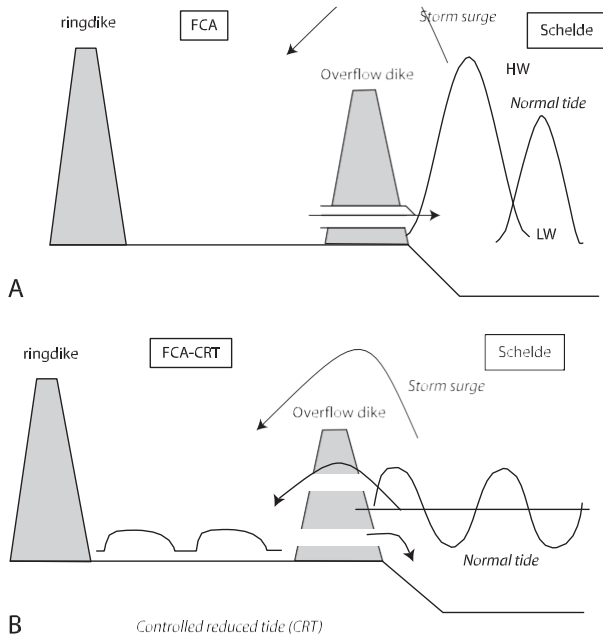 ringdike
FCA
Storm surge
Schelde
HW
Overflow dike
Normal tide
LW
A
ringdike
FCA-CRT
Schelde
Storm surge
Overflow dike
Normal tide
B
Controlled reduced tide (CRT)